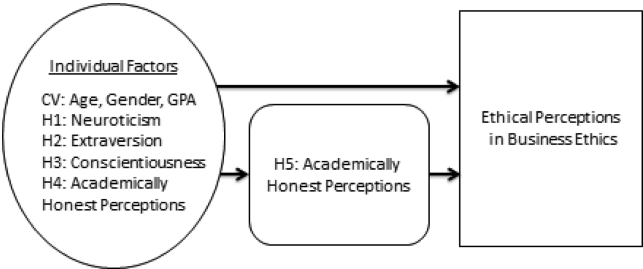 Individual Factors
CV: Age, Gender, GPA
H1: Neuroticism
H2: Extraversion
H3: Conscientiousness
H4: Academically
Honest Perceptions
H5: Academically
Honest Perceptions
Ethical Perceptions
in Business Ethics